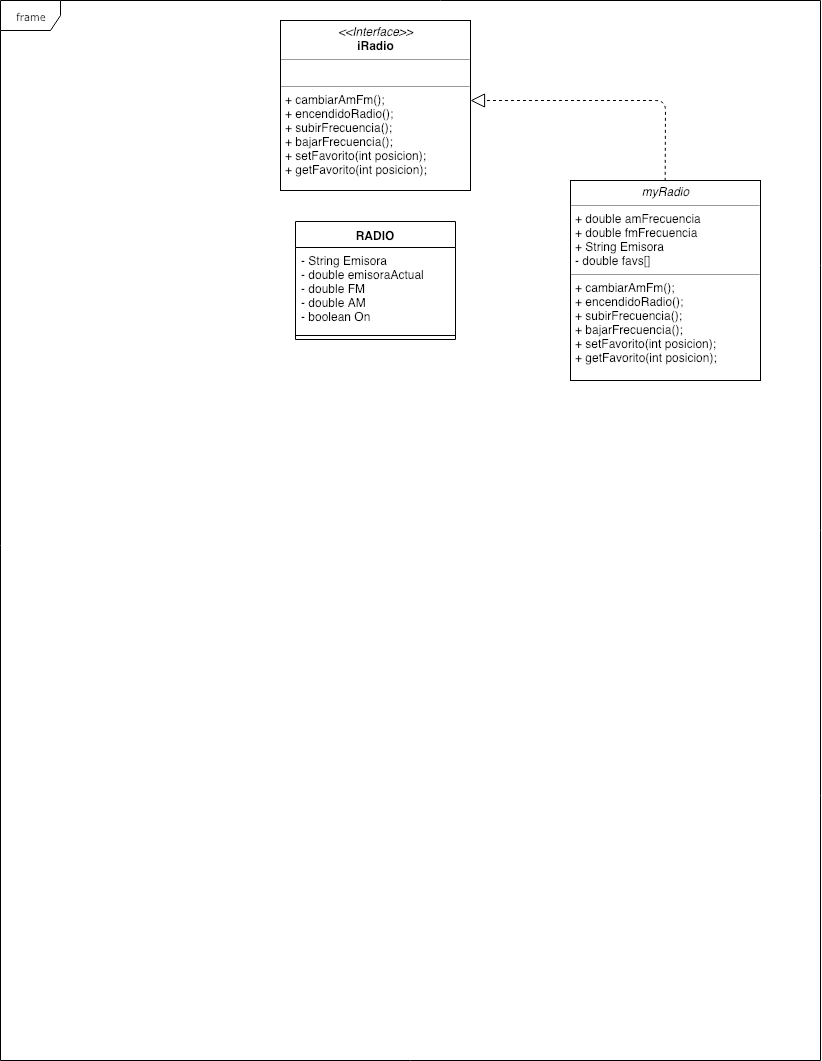 frame
<<Interface>>
iRadio
+ cambiarAmFm();
+ encendidoRadio();
+ subirFrecuencia();
+ bajarFrecuencia();
+ setFavorito(int posicion);
+ getFavorito(int posicion);
myRadio
+ double amFrecuencia
+ double fmFrecuencia
+ String Emisora
- double favs[]
+ cambiarAmFm();
+ encendidoRadio();
+ subirFrecuencia();
+ bajarFrecuencia();
+ setFavorito(int posicion);
+ getFavorito(int posicion);
RADIO
- String Emisora
- double emisoraActual
- double FM
- double AM
- boolean On